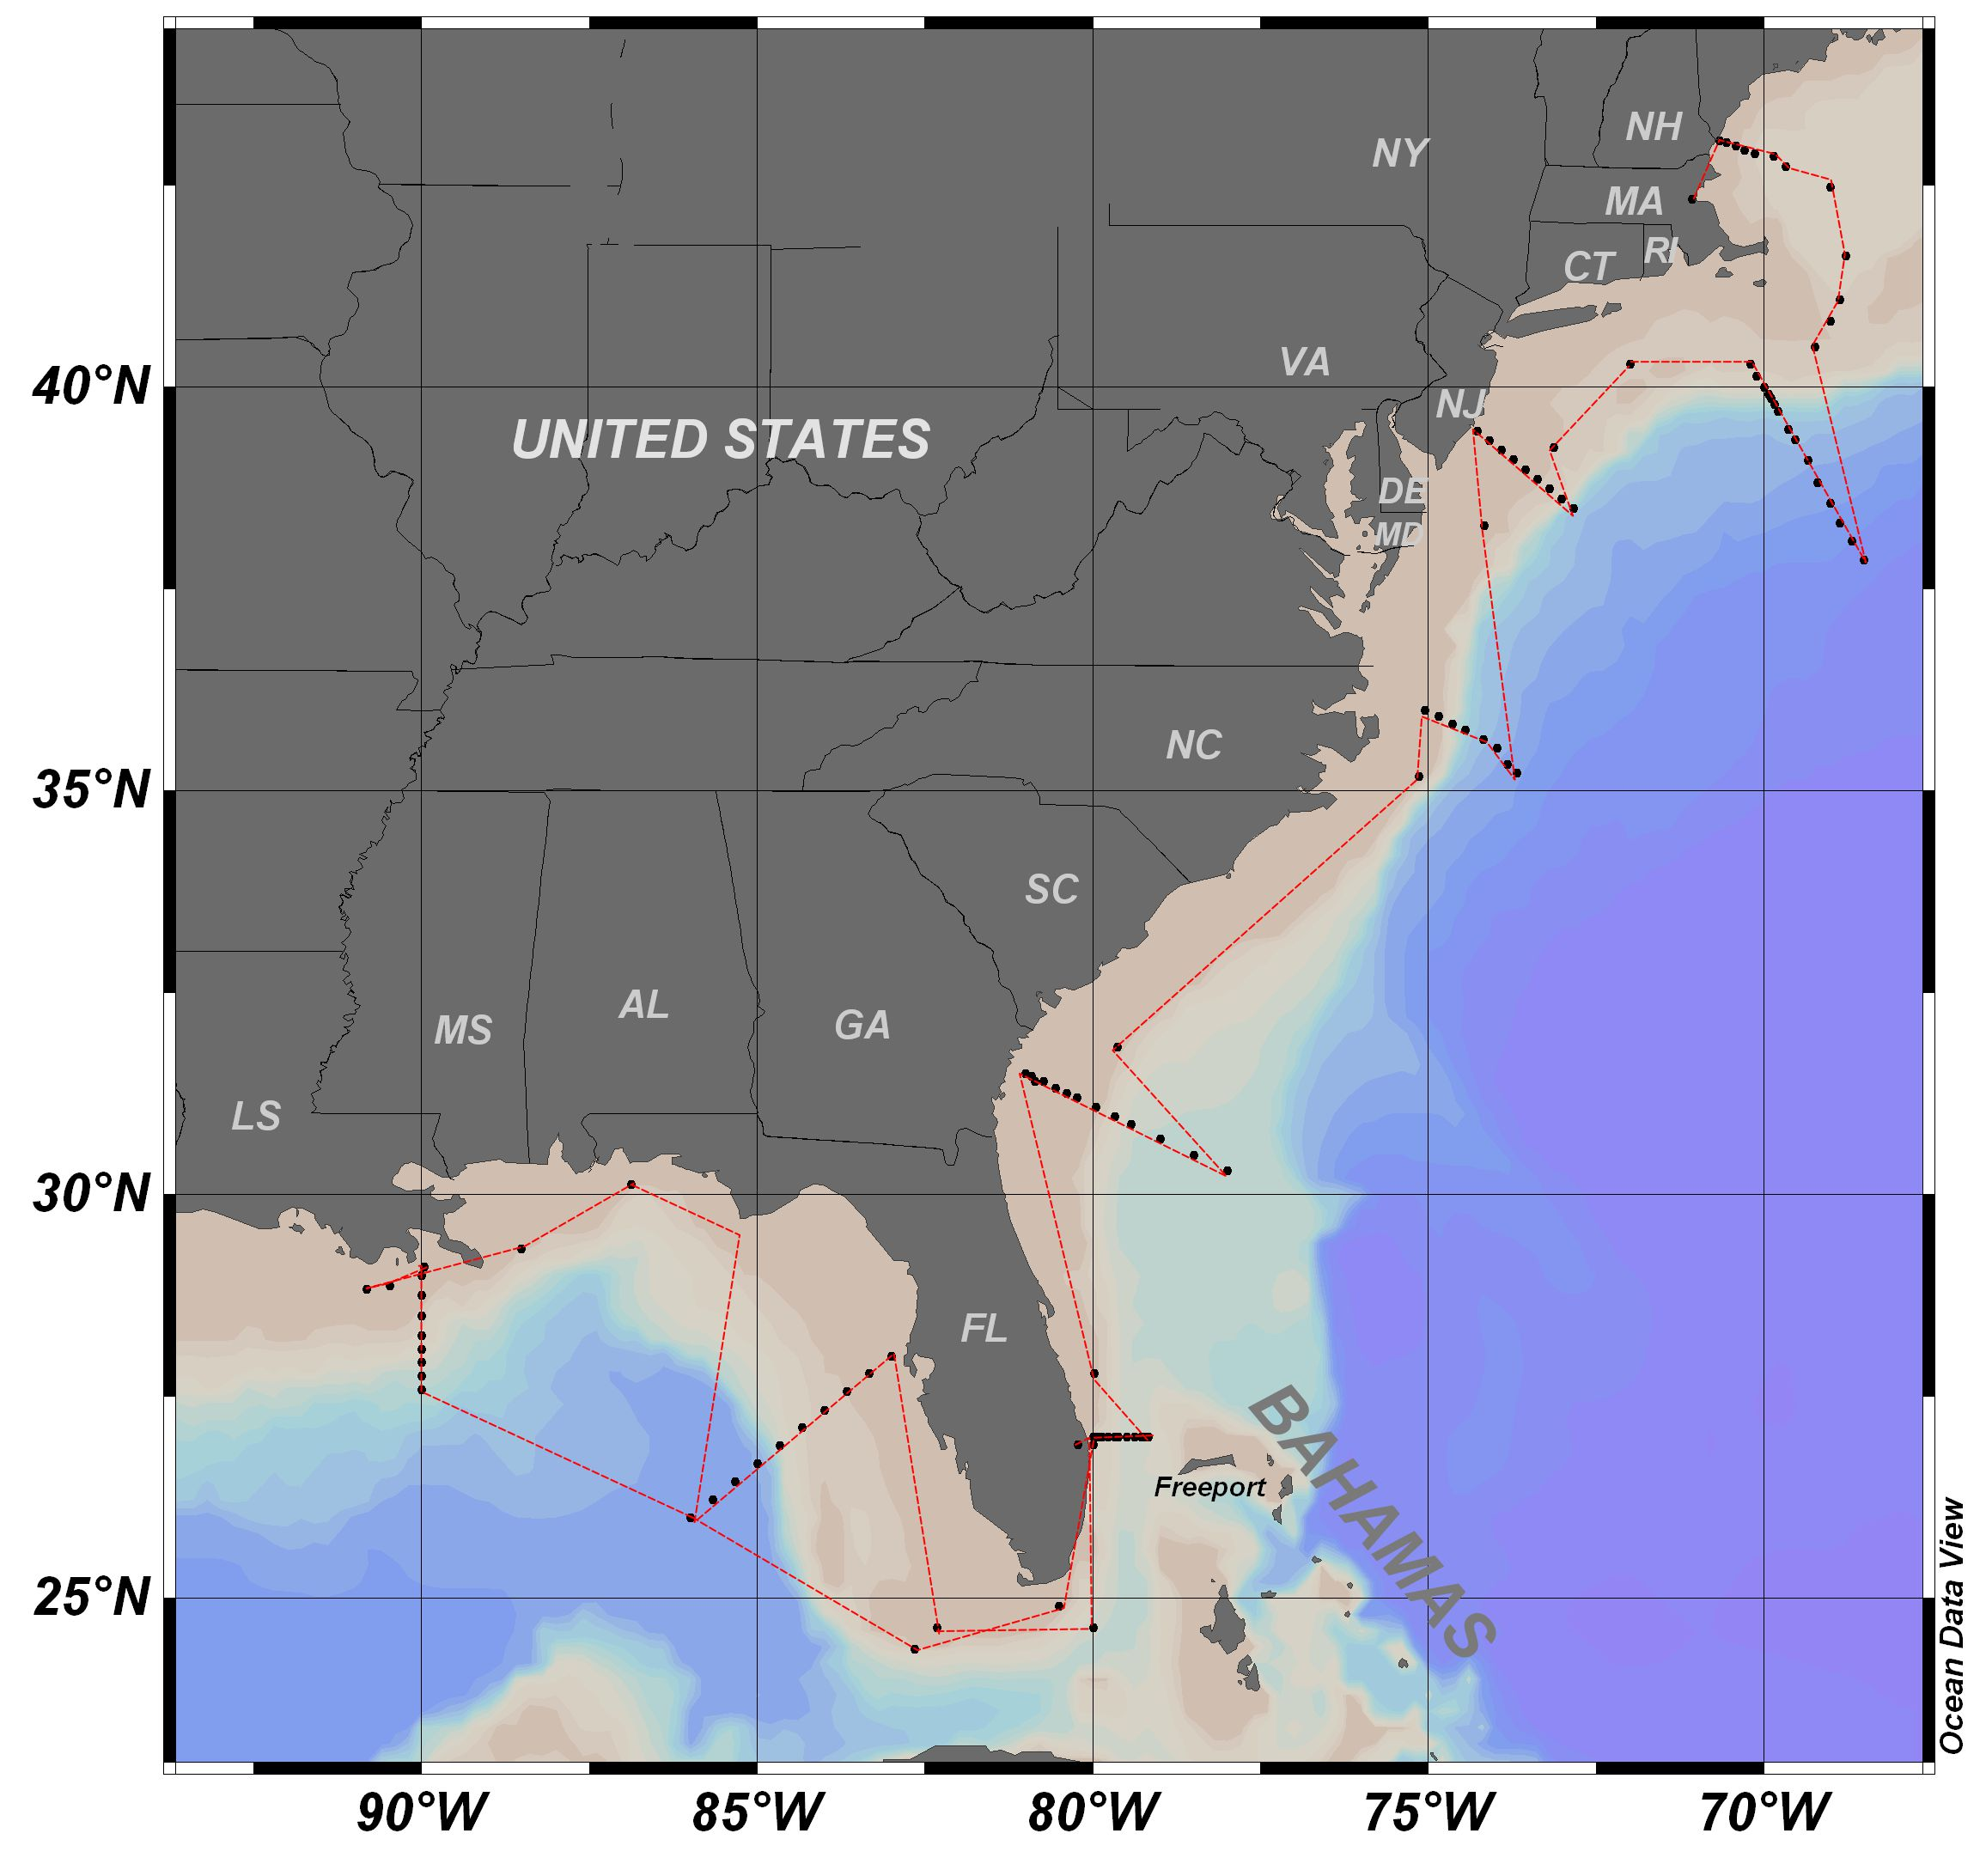 NH
NY
MA
RI
CT
VA
40°N
NJ
UNITED STATES
DE
MD
NC
35°N
SC
AL
GA
MS
LS
30°N
FL
BAHAMAS
Freeport
25°N
Ocean Data View
90°W
85°W
80°W
75°W
70°W